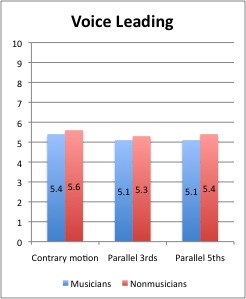 Voice Leading
10
9
8
7
6
5
4
3
2
1
0
5.4 5.6 5.1 5.3 5.1 5.4
Contrary motion Parallel 3rds Parallel 5ths
Musicians Nonmusicians